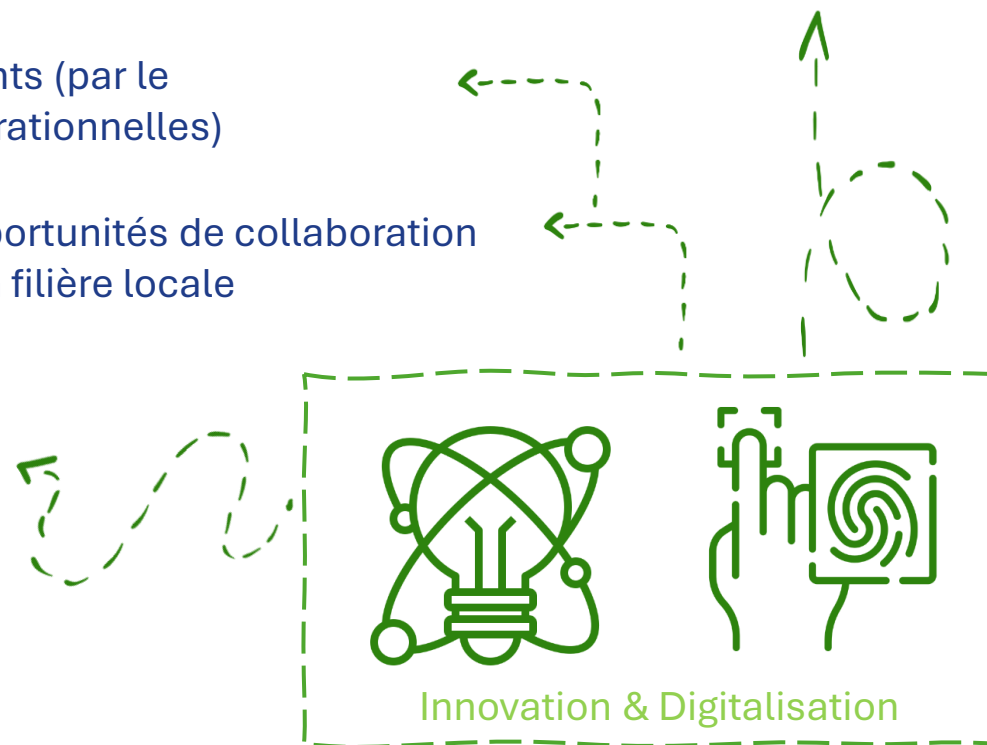 nts (par le
rationnelles)
portunités de collaboration
filière locale
Innovation & Digitalisation